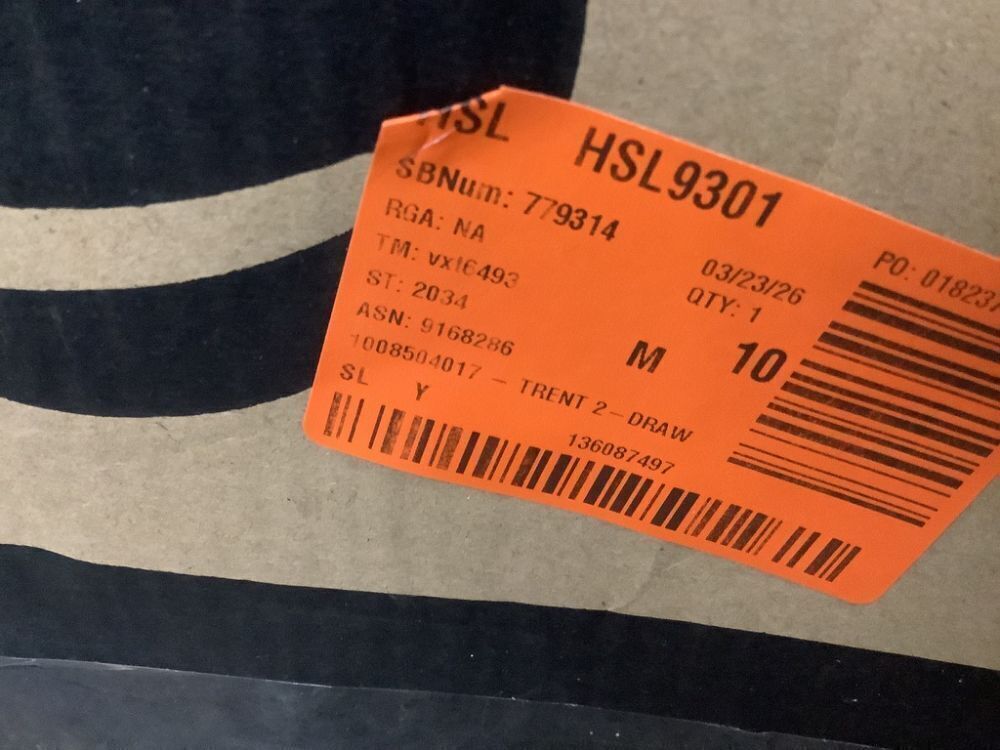 HSL HSL9301
SBNum: 779314
RGA: NA
TM: vxt6493
ST: 2034
ASN: 9168286
03/23/26
QTY: 1
M 10
1008504017 - TRENT 2-DRAW
SL Y
136087497
PO: 018237